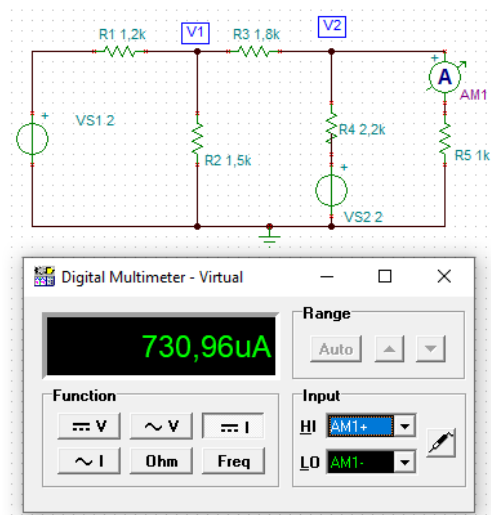 R1 1,2k
V1
R3 1,8k
V2
+
A
AM1
+
VS1 2
R2 1,5k
R4 2,2k
+
R5 1k
VS2 2
Digital Multimeter - Virtual
730,96uA
Range
Auto
Function
V
V
I
I
Ohm
Freq
Input
HI AM1+
LO AM1-